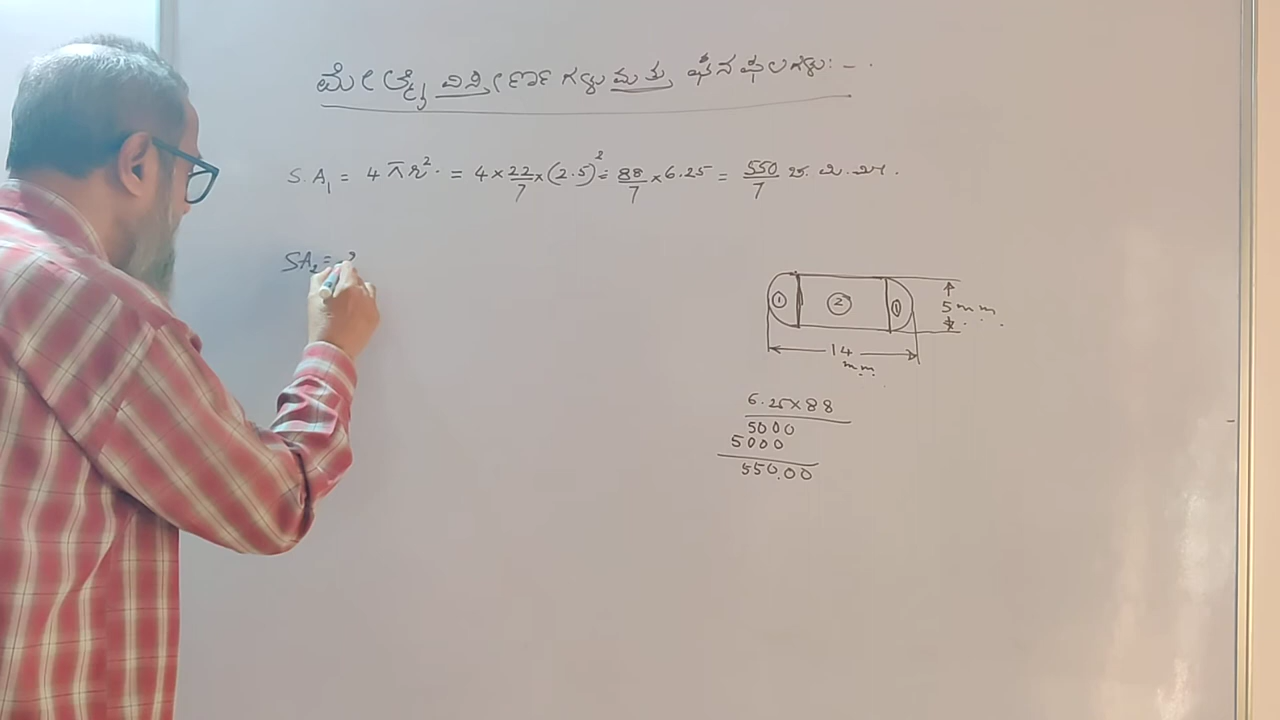 ಮೇಲ್ಮೈ ವಿಸ್ತೀರ್ಣಗಳು ಮತ್ತು ಘನಫಲಗಳು: -
S.A₁ = 4πr². = 4×22/7×(2.5)² = 88/7×6.25 = 550/7 ಚ.ಮಿ.ಮೀ.
SA₂ = 2
1 2 1
5mm
14 mm
6.25×88
5000
5000
550.00